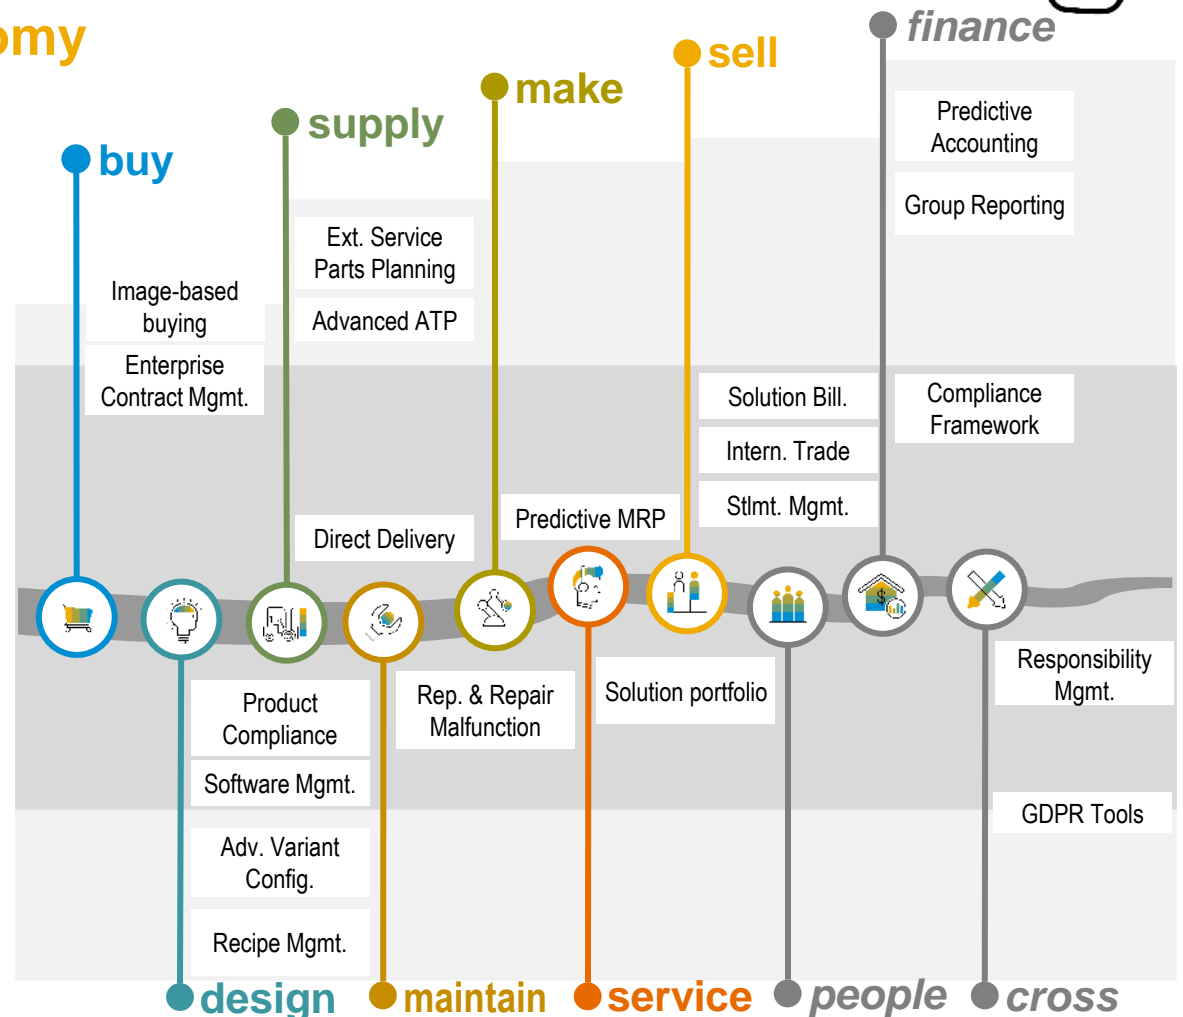 omy
finance
sell
make
supply
buy
Predictive
Accounting
Group Reporting
Ext. Service
Parts Planning
Advanced ATP
Image-based
buying
Enterprise
Contract Mgmt.
Solution Bill.
Intern. Trade
Stlmt. Mgmt.
Compliance
Framework
Predictive MRP
Direct Delivery
$
Product
Compliance
Software Mgmt.
Adv. Variant
Config.
Recipe Mgmt.
Rep. & Repair
Malfunction
Solution portfolio
Responsibility
Mgmt.
GDPR Tools
design
maintain
service
people
cross